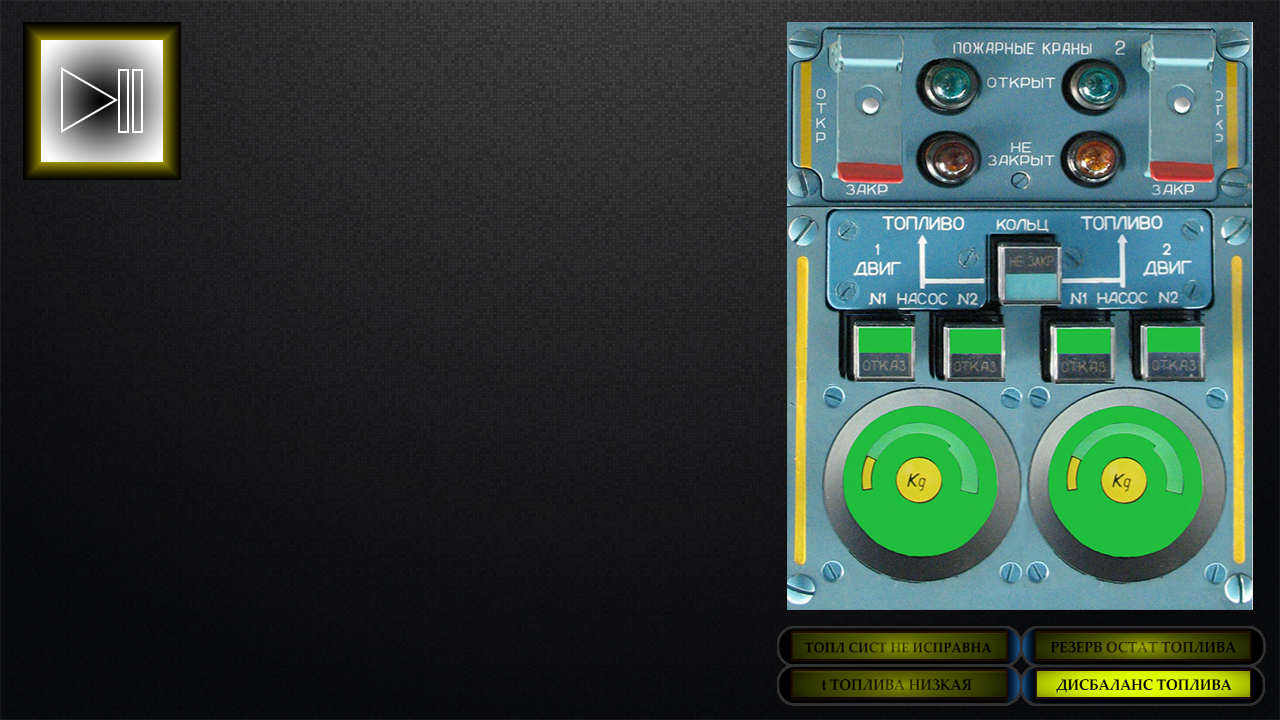 ПОЖАРНЫЕ КРАНЫ 2
ОТКР
ОТКРЫТ
ОТКР
НЕ
ЗАКРЫТ
ЗАКР
ЗАКР
ТОПЛИВО КОЛЬЦ ТОПЛИВО
1
ДВИГ
НЕ ЗАКР
2
ДВИГ
N1 НАСОС N2
N1 НАСОС N2
ОТКАЗ
ОТКАЗ
ОТКАЗ
ОТКАЗ
Kg
Kg
ТОПЛ СИСТ НЕ ИСПРАВНА
РЕЗЕРВ ОСТАТ ТОПЛИВА
t ТОПЛИВА НИЗКАЯ
ДИСБАЛАНС ТОПЛИВА